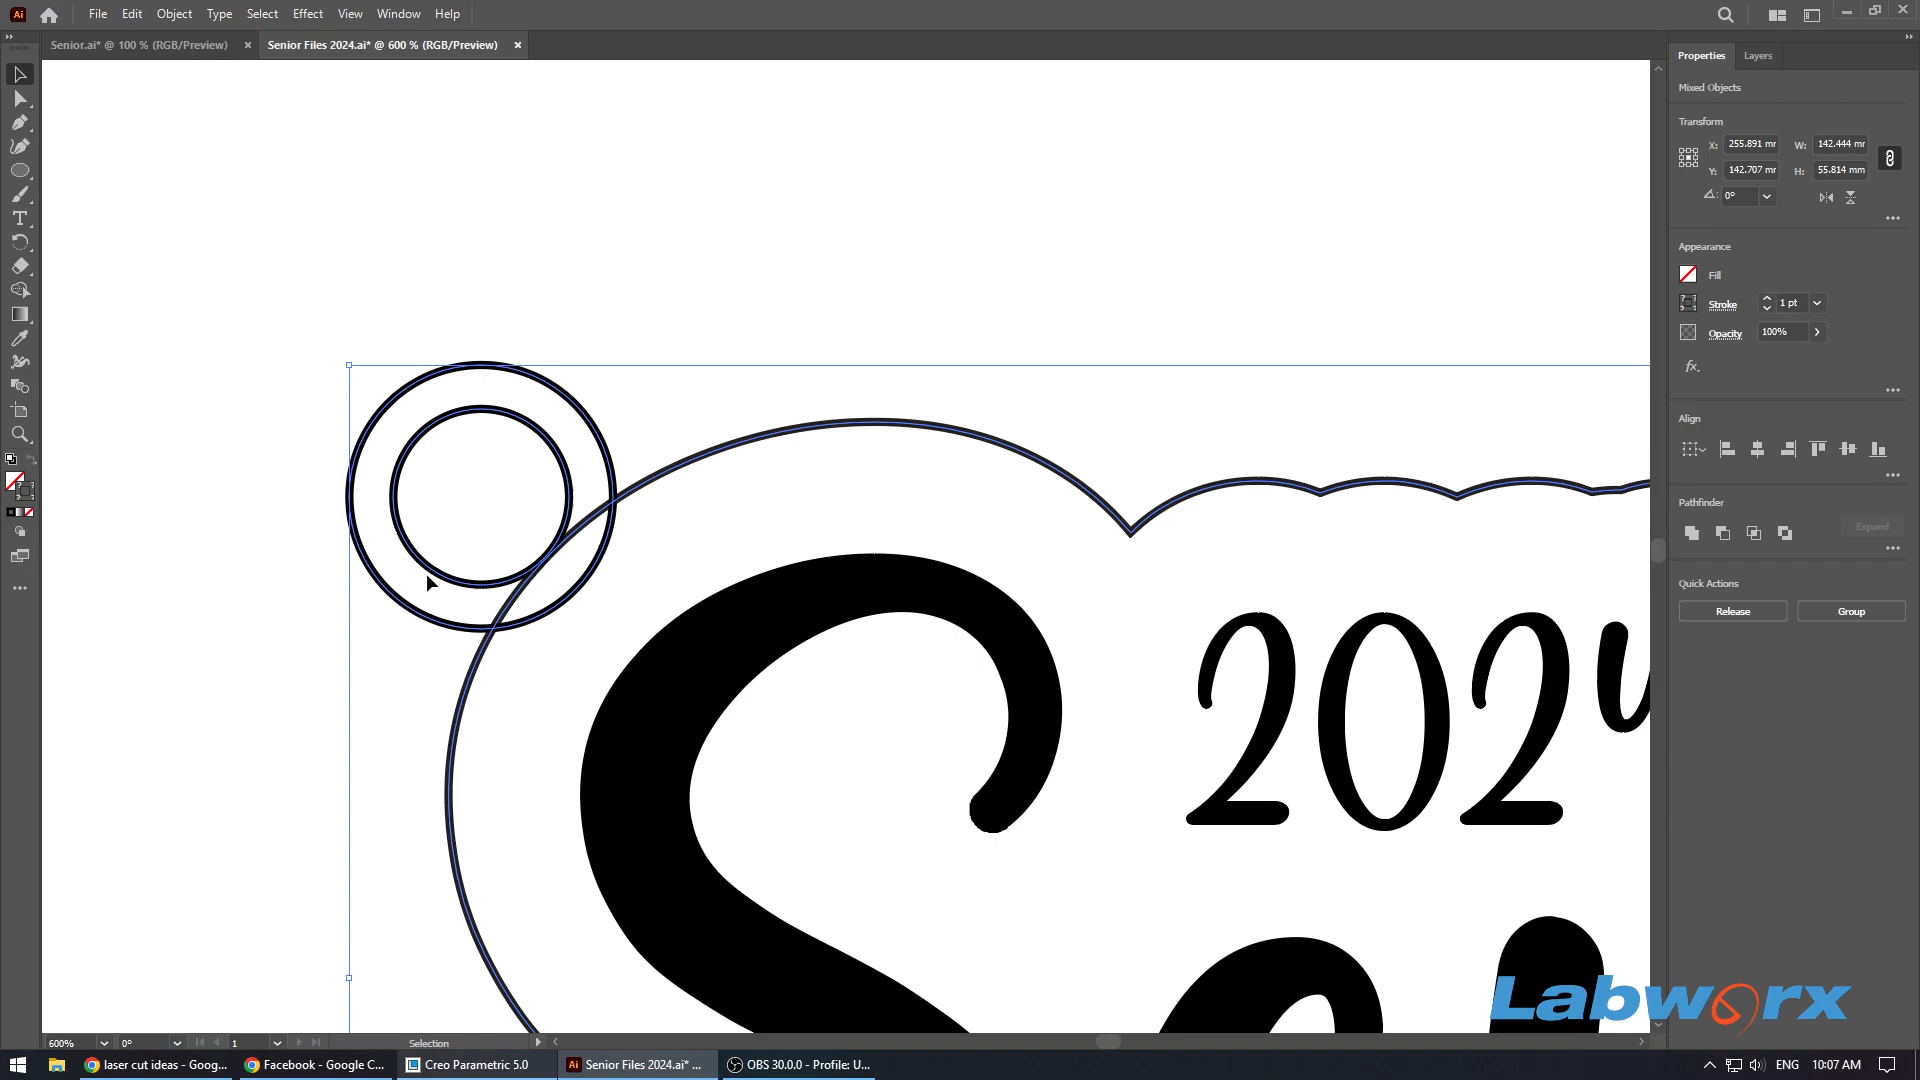 File Edit Object Type Select Effect View Window Help
Senior.ai* @ 100 % (RGB/Preview) × Senior Files 2024.ai* @ 600 % (RGB/Preview) ×
Properties Layers
Mixed Objects
Transform
X: 255.891 mr W: 142.444 mr
Y: 142.707 mr H: 55.814 mm
0°
Appearance
Fill
Stroke 1 pt
Opacity 100%
fx.
Align
Pathfinder
Expand
Quick Actions
Release Group
202
Labworx
600% 0° 1 Selection
laser cut ideas - Goog... Facebook - Google C... Creo Parametric 5.0 Ai Senior Files 2024.ai* ... OBS 30.0.0 - Profile: U... ENG 10:07 AM